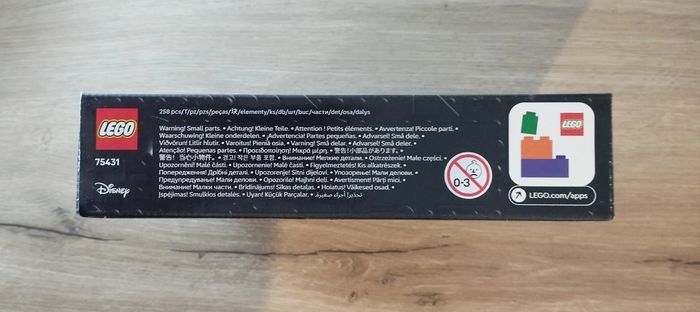 LEGO
75431
Disney
258 pcs/T/pz/pzs/peças/块/elementy/ks/db/шт/buc/части/det/osa/dalys
Warning! Small parts. • Achtung! Kleine Teile. • Attention ! Petits éléments. • Avvertenza! Piccole parti. •
Waarschuwing! Kleine onderdelen. • ¡Advertencia! Partes pequeñas. • Advarsel! Små dele. •
Viðvörun! Litlir hlutir. • Varoitus! Pieniä osia. • Varning! Små delar. • Advarsel! Små deler. •
Atenção! Pequenas partes. • Προειδοποίηση! Μικρά μέρη. • 警告! 小部品があります. •
警告! 当心小物件。 • 경고! 작은 부품 포함. • Внимание! Мелкие детали. • Ostrzeżenie! Małe części. •
Upozornění! Malé části. • Upozornenie! Malé časti. • Figyelmeztetés! Kis alkatrészek. •
Попередження! Дрібні деталі. • Upozorenje! Sitni dijelovi. • Упозорење! Мали делови. •
Предупредување! Мали делови. • Opozorilo! Majhni deli. • Avertisment! Părți mici. •
Внимание! Малки части. • Brīdinājums! Sīkas detaļas. • Hoiatus! Väikesed osad. •
Įspėjimas! Smulkios detalės. • Uyarı! Küçük Parçalar. • تحذير! أجزاء صغيرة.
0-3
LEGO
LEGO.com/apps